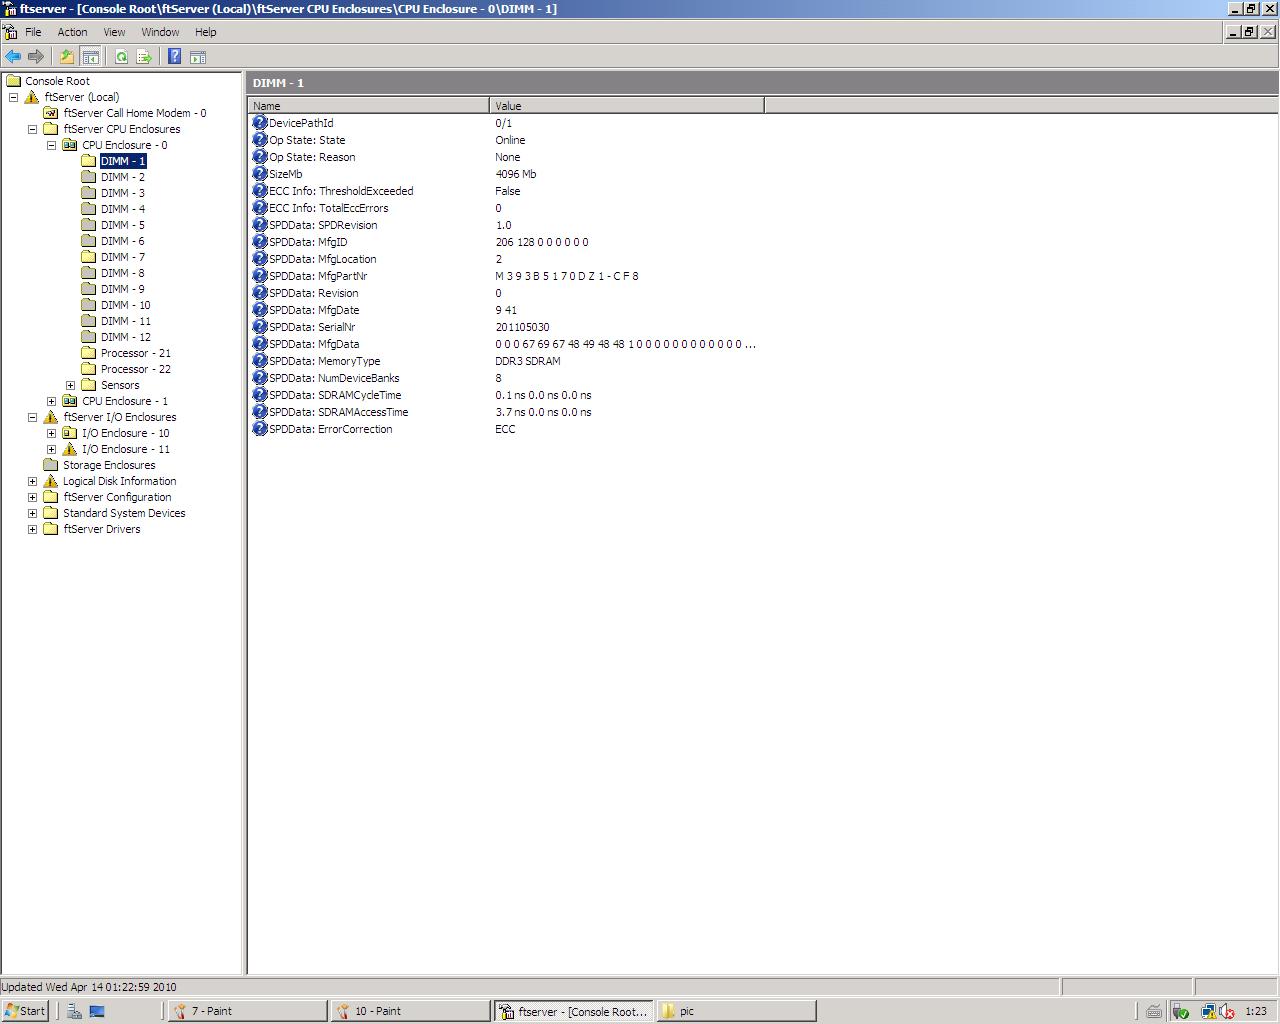 ftserver - [Console Root\ftServer (Local)\ftServer CPU Enclosures\CPU Enclosure - 0\DIMM - 1]
File Action View Window Help
Console Root
ftServer (Local)
ftServer Call Home Modem - 0
ftServer CPU Enclosures
CPU Enclosure - 0
DIMM - 1
DIMM - 2
DIMM - 3
DIMM - 4
DIMM - 5
DIMM - 6
DIMM - 7
DIMM - 8
DIMM - 9
DIMM - 10
DIMM - 11
DIMM - 12
Processor - 21
Processor - 22
Sensors
CPU Enclosure - 1
ftServer I/O Enclosures
I/O Enclosure - 10
I/O Enclosure - 11
Storage Enclosures
Logical Disk Information
ftServer Configuration
Standard System Devices
ftServer Drivers
DIMM - 1
Name Value
DevicePathId 0/1
Op State: State Online
Op State: Reason None
SizeMb 4096 Mb
ECC Info: ThresholdExceeded False
ECC Info: TotalEccErrors 0
SPDData: SPDRevision 1.0
SPDData: MfgID 206 128 0 0 0 0 0 0
SPDData: MfgLocation 2
SPDData: MfgPartNr M 3 9 3 B 5 1 7 0 D Z 1 - C F 8
SPDData: Revision 0
SPDData: MfgDate 9 41
SPDData: SerialNr 201105030
SPDData: MfgData 0 0 0 67 69 67 48 49 48 48 1 0 0 0 0 0 0 0 0 0 0 0 0 ...
SPDData: MemoryType DDR3 SDRAM
SPDData: NumDeviceBanks 8
SPDData: SDRAMCycleTime 0.1 ns 0.0 ns 0.0 ns
SPDData: SDRAMAccessTime 3.7 ns 0.0 ns 0.0 ns
SPDData: ErrorCorrection ECC
Updated Wed Apr 14 01:22:59 2010
Start 7 - Paint 10 - Paint ftserver - [Console Root... pic 1:23